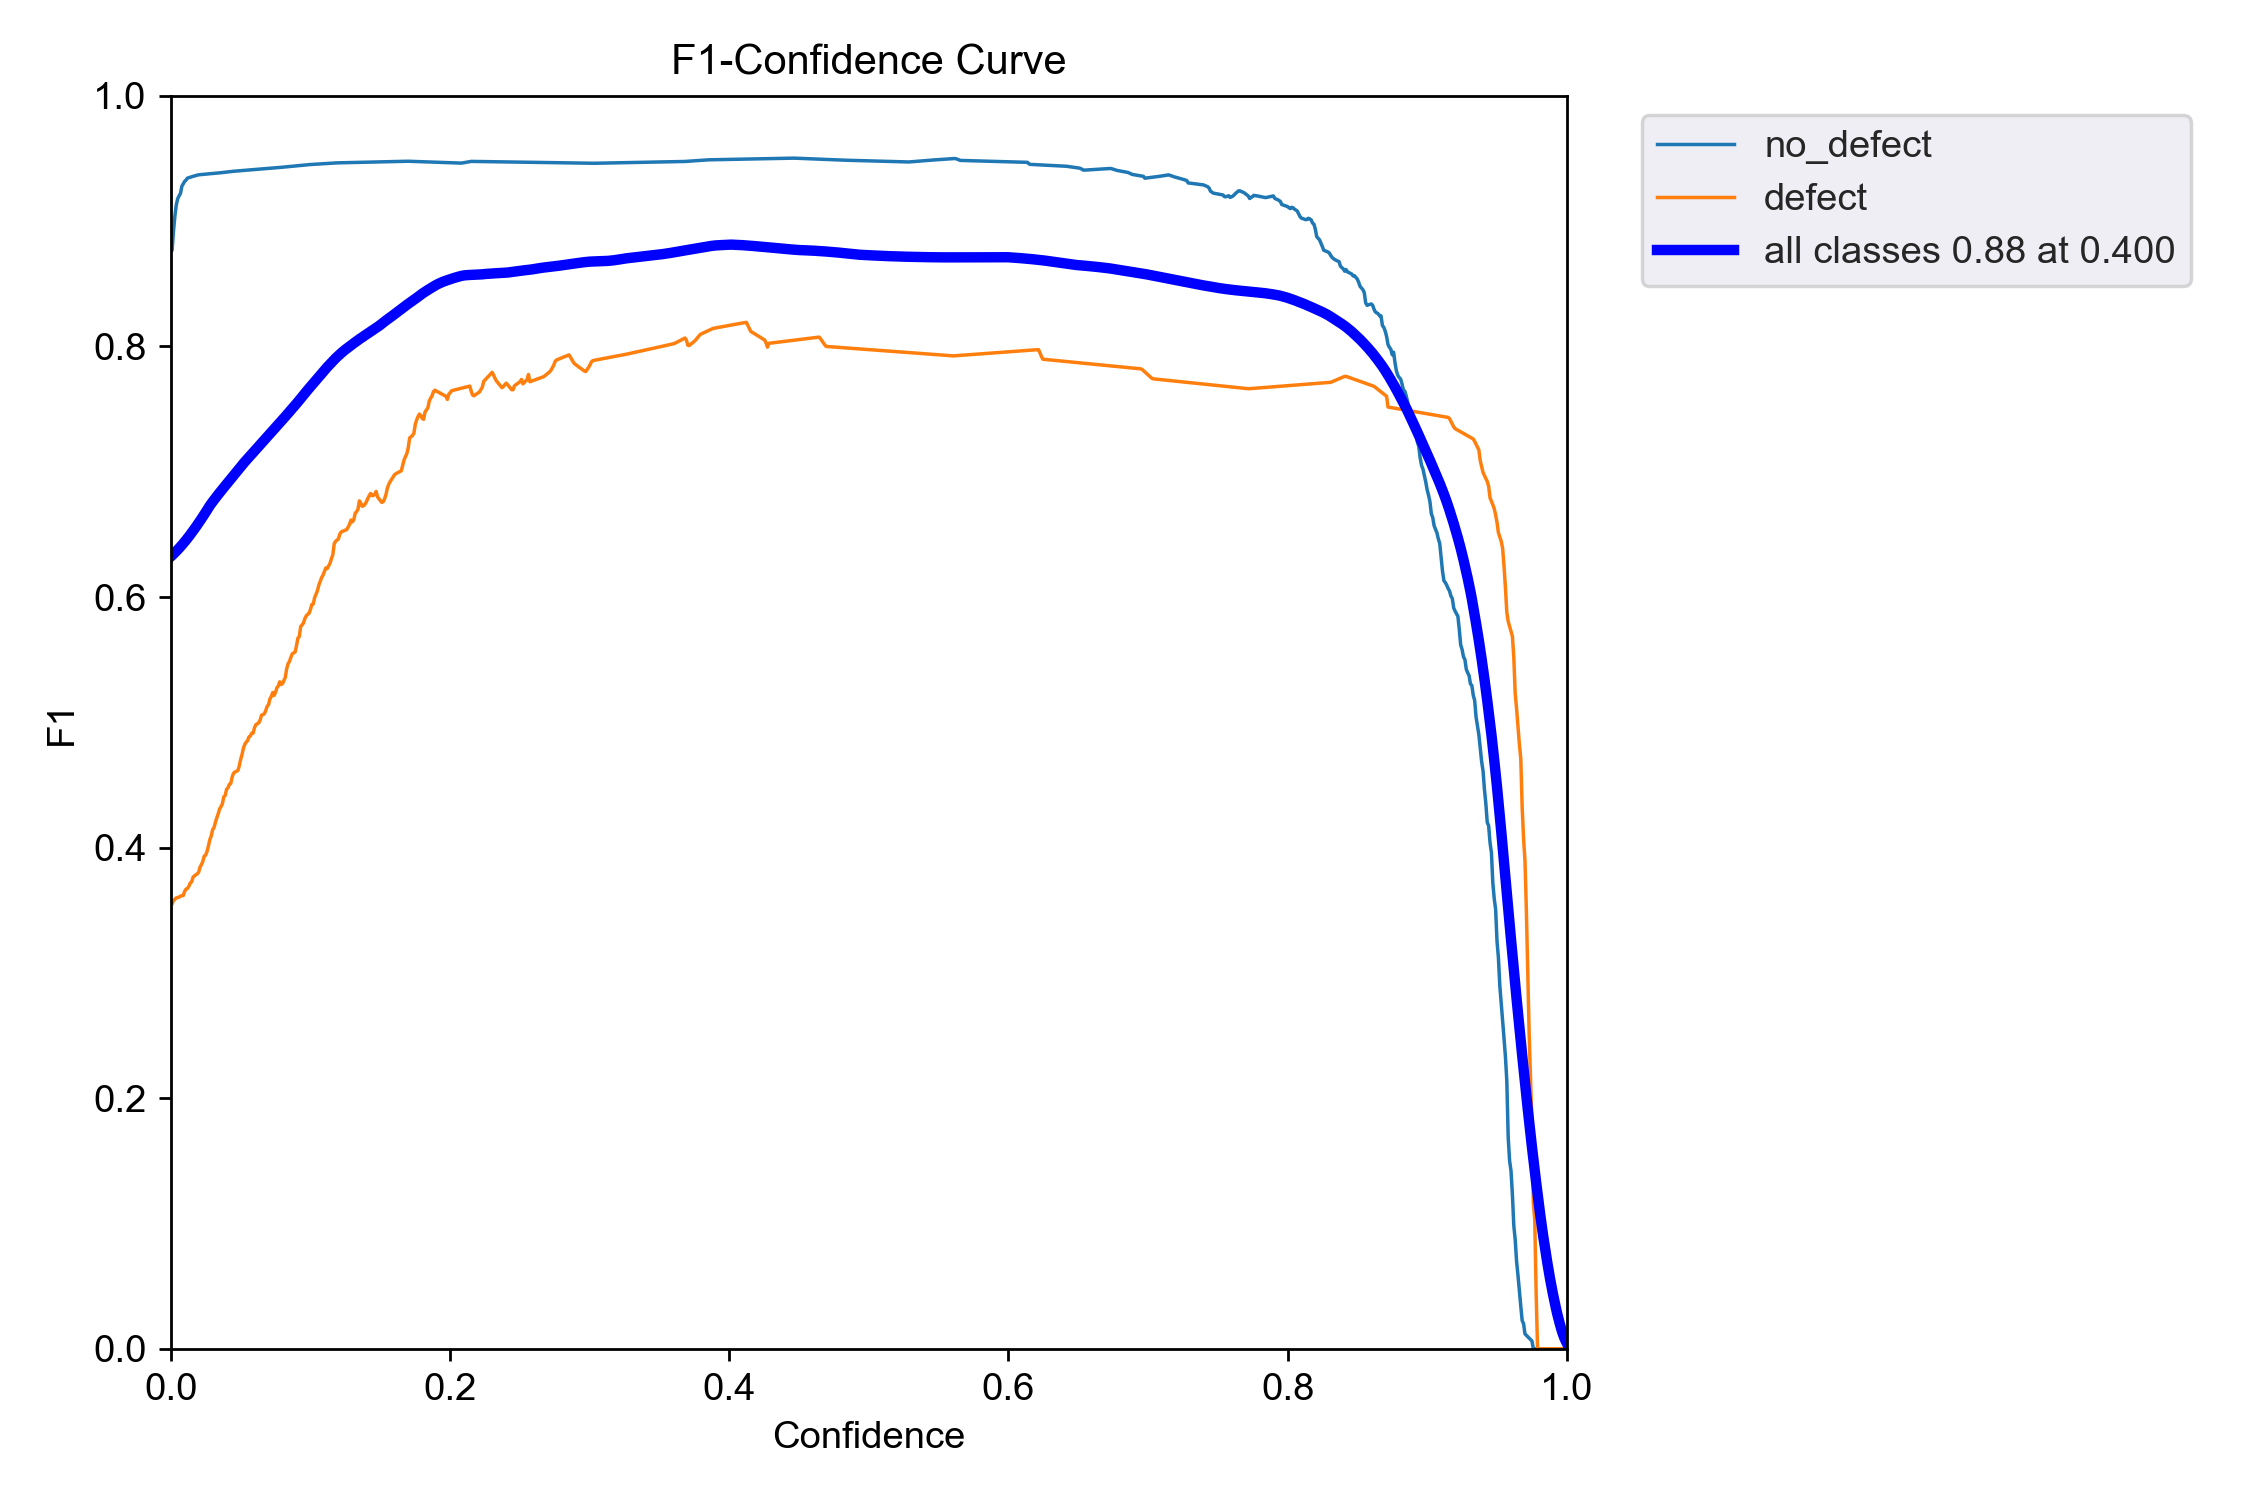 F1-Confidence Curve
1.0
0.8
0.6
0.4
0.2
0.0
F1
0.0 0.2 0.4 0.6 0.8 1.0
Confidence
no_defect
defect
all classes 0.88 at 0.400